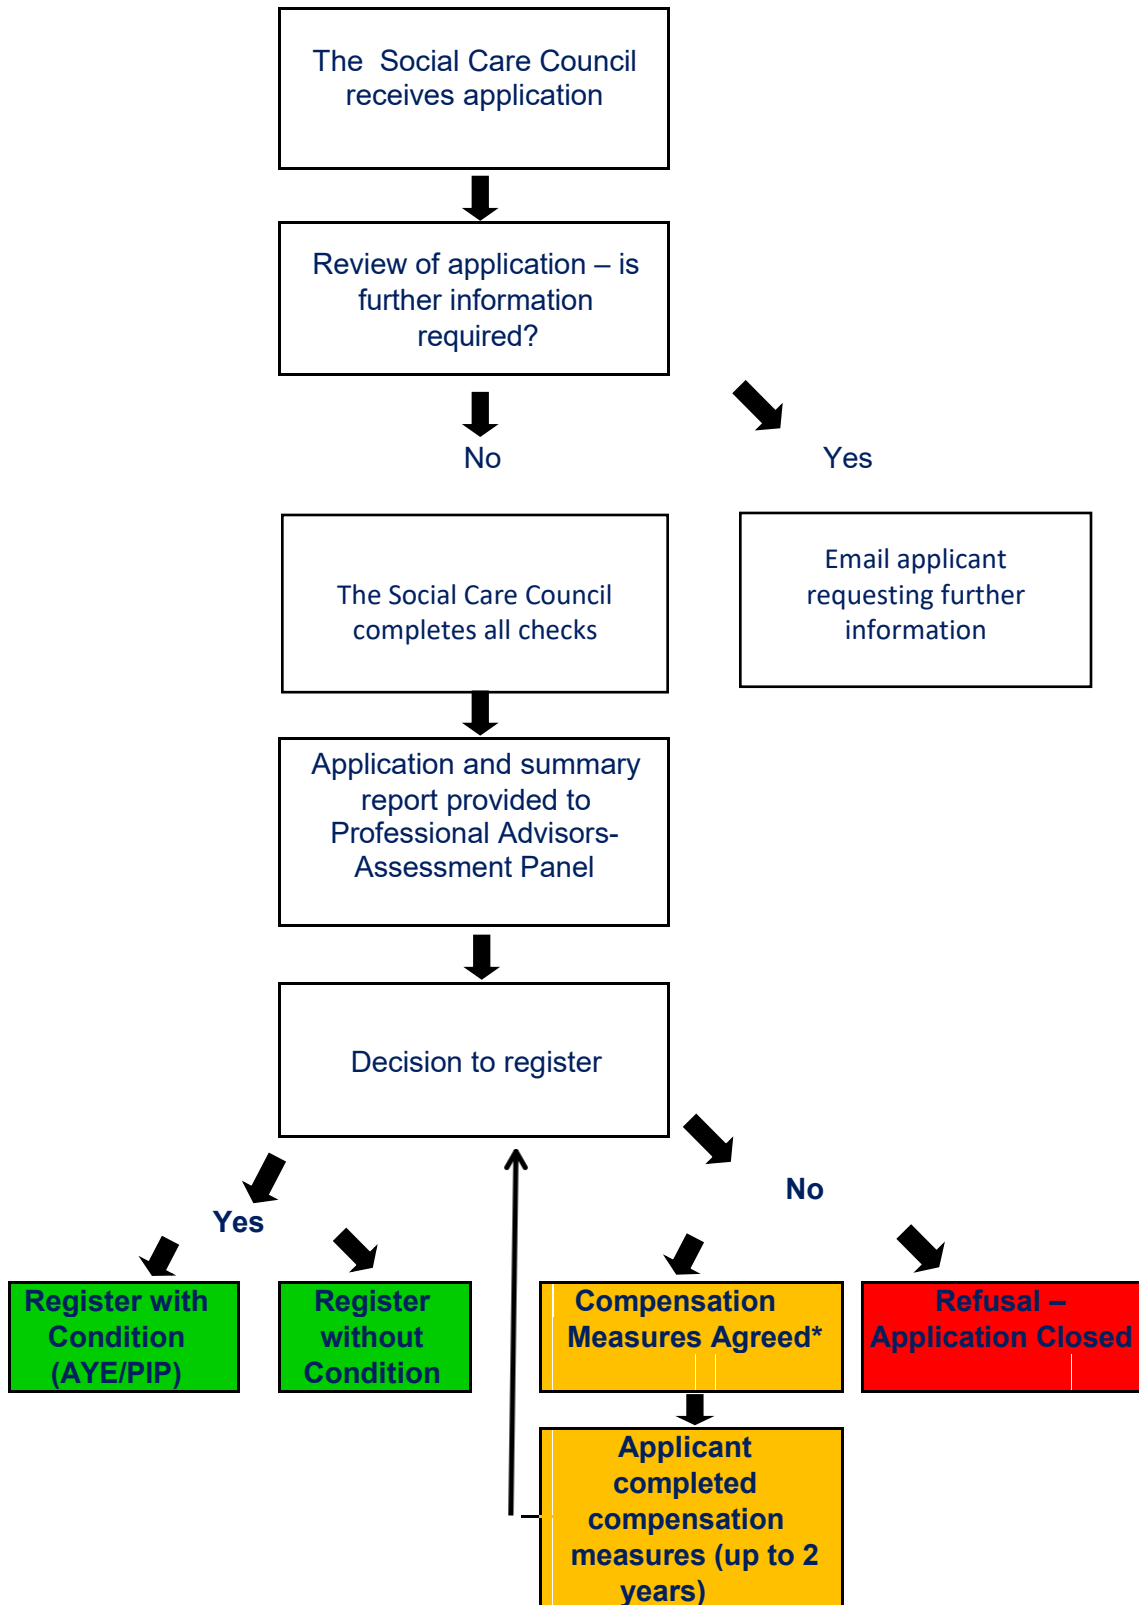 The Social Care Council
receives application
Review of application – is
further information
required?
No
Yes
The Social Care Council
completes all checks
Email applicant
requesting further
information
Application and summary
report provided to
Professional Advisors-
Assessment Panel
Decision to register
Yes
No
Register with
Condition
(AYE/PIP)
Register
without
Condition
Compensation
Measures Agreed*
Refusal –
Application Closed
Applicant
completed
compensation
measures (up to 2
years)